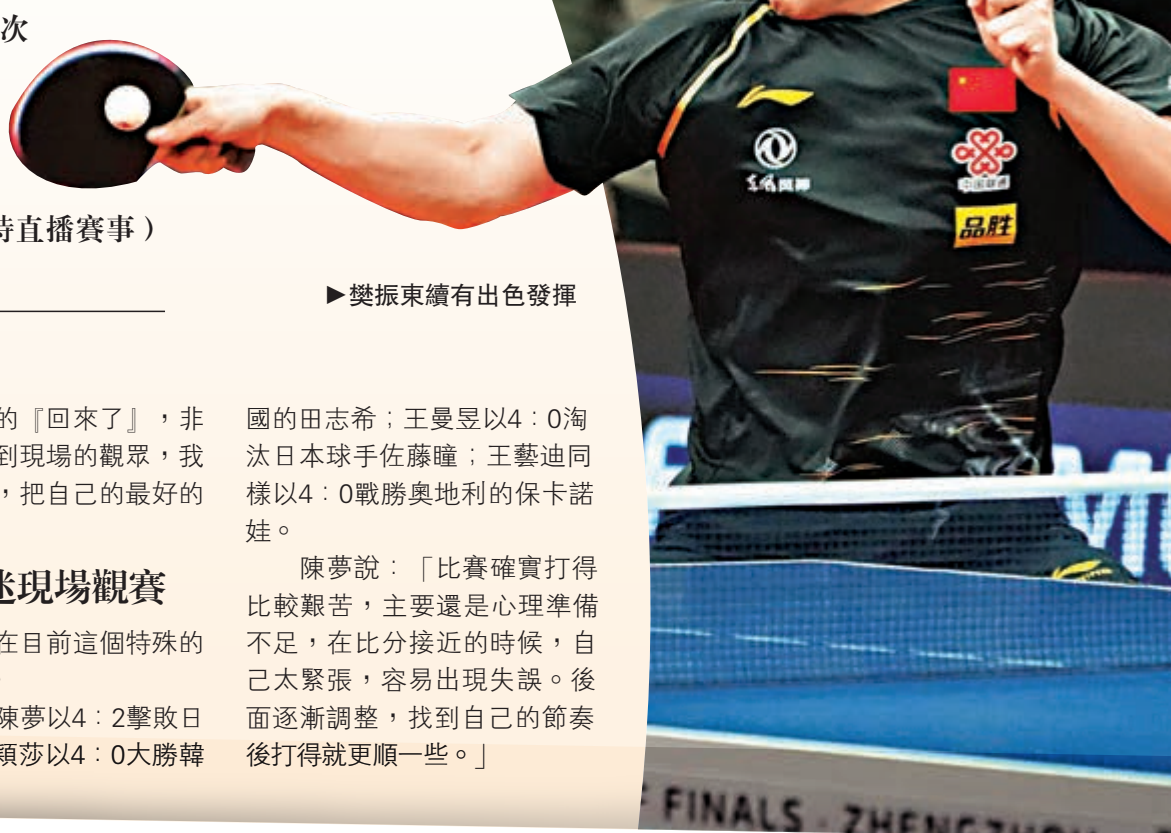 次
直播賽事）
▶樊振東續有出色發揮
的『回來了』，非
到現場的觀眾，我
，把自己的最好的
現場觀賽
在目前這個特殊的
陳夢以4：2擊敗日
穎莎以4：0大勝韓
國的田志希；王曼昱以4：0淘
汰日本球手佐藤瞳；王藝迪同
樣以4：0戰勝奧地利的保卡諾
娃。
陳夢說：「比賽確實打得
比較艱苦，主要還是心理準備
不足，在比分接近的時候，自
己太緊張，容易出現失誤。後
面逐漸調整，找到自己的節奏
後打得就更順一些。」
中国联通
品胜
FINALS · ZHENGZHOU